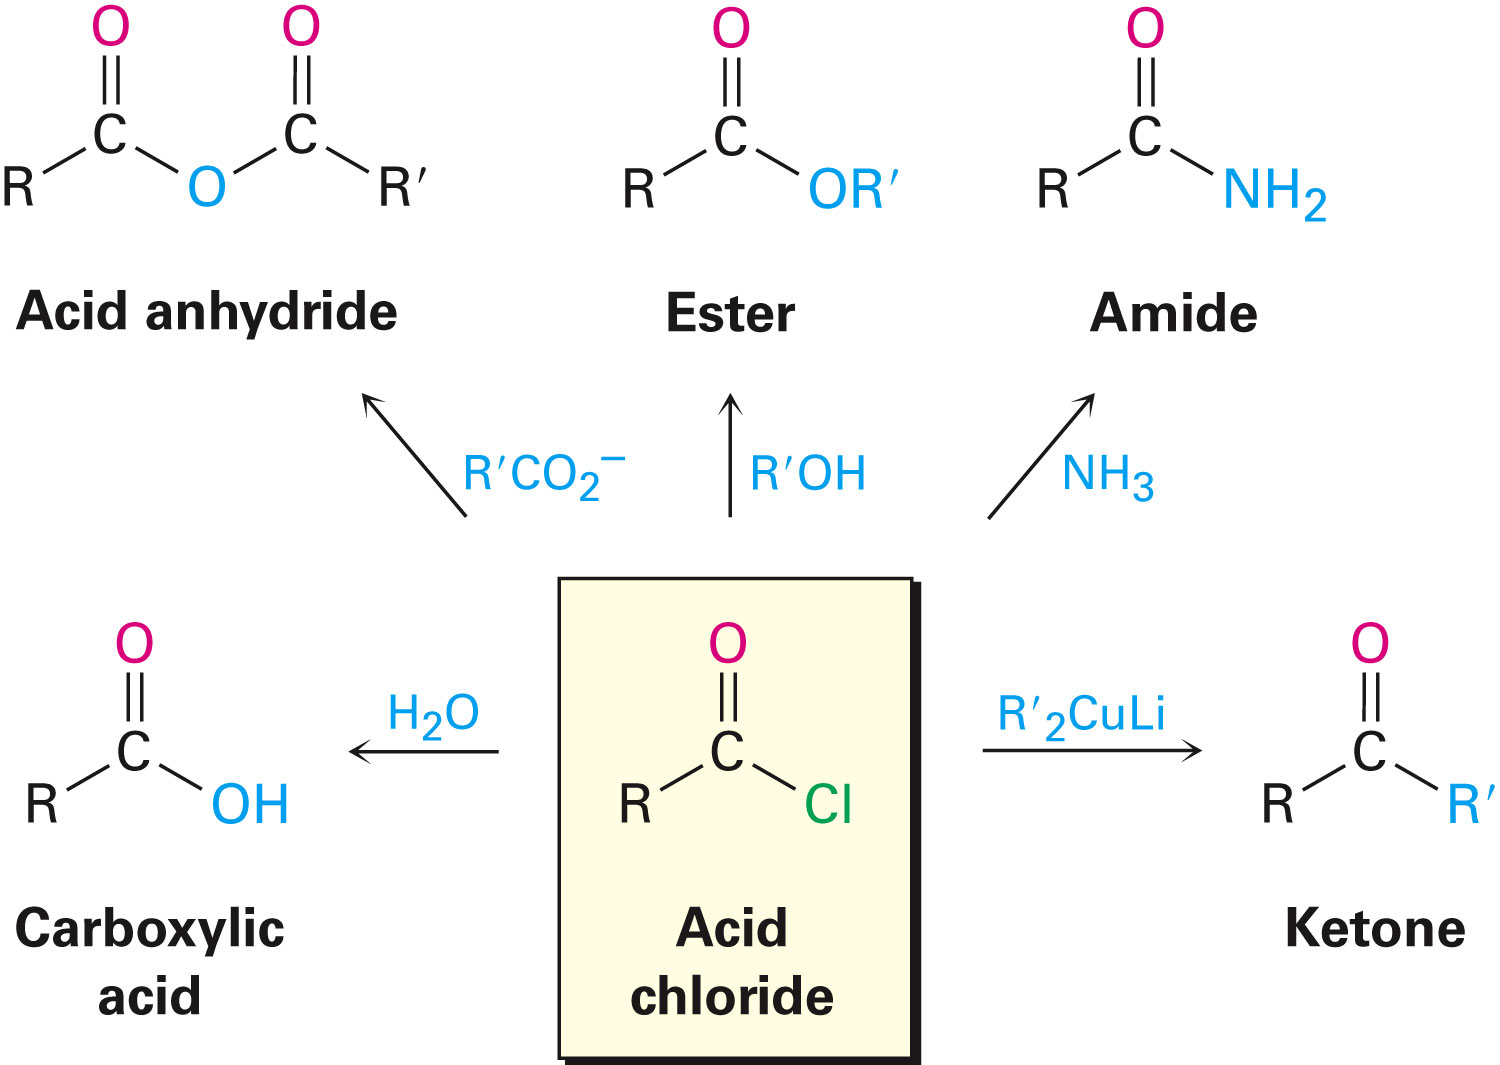 O O O O
C C C C
R O R′ R OR′ R NH₂
Acid anhydride Ester Amide
R′CO₂⁻ R′OH NH₃
O O O
H₂O R′₂CuLi
C C C
R OH R Cl R R′
Carboxylic Acid Ketone
acid chloride